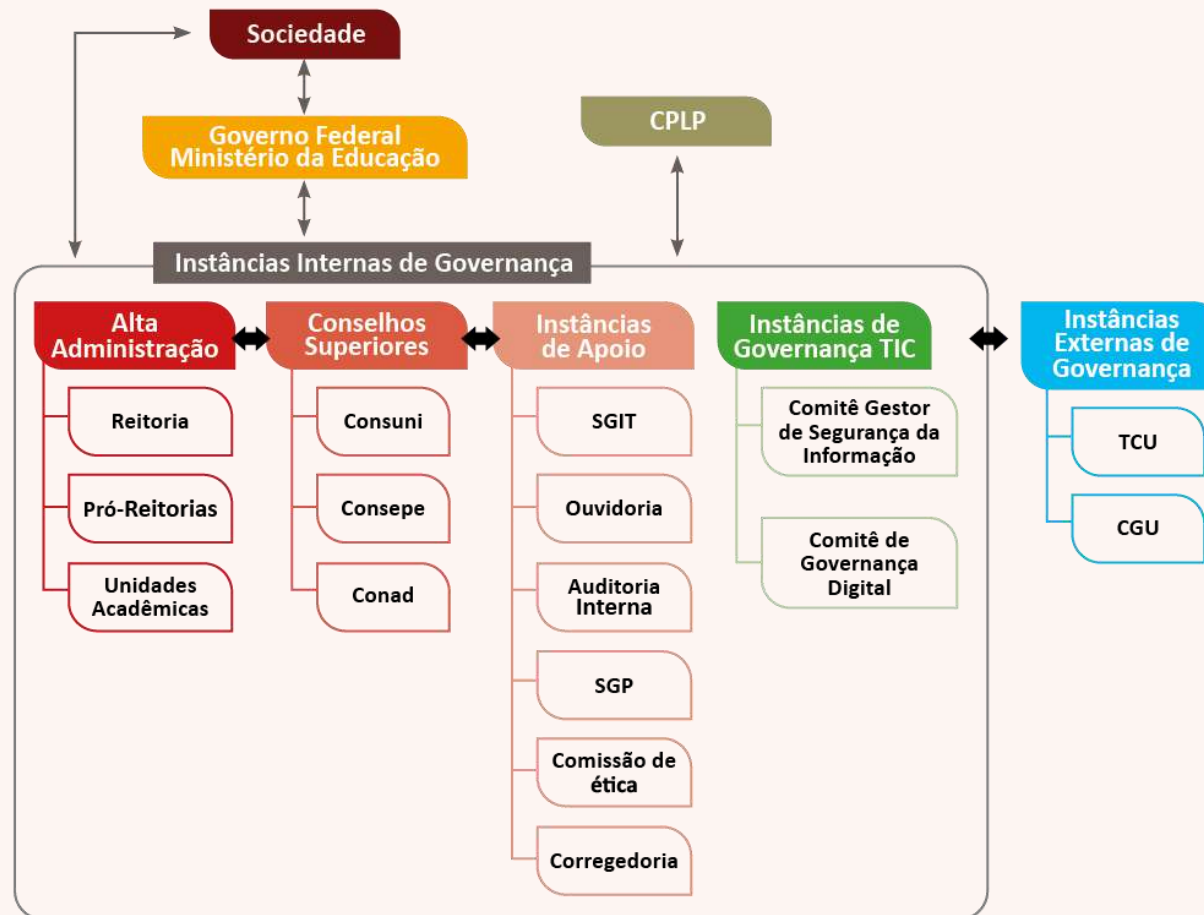 Sociedade
Governo Federal
Ministério da Educação
CPLP
Instâncias Internas de Governança
Alta
Administração
Reitoria
Pró-Reitorias
Unidades
Acadêmicas
Conselhos
Superiores
Consuni
Consepe
Conad
Instâncias
de Apoio
SGIT
Ouvidoria
Auditoria
Interna
SGP
Comissão de
ética
Corregedoria
Instâncias de
Governança TIC
Comitê Gestor
de Segurança da
Informação
Comitê de
Governança
Digital
Instâncias
Externas de
Governança
TCU
CGU